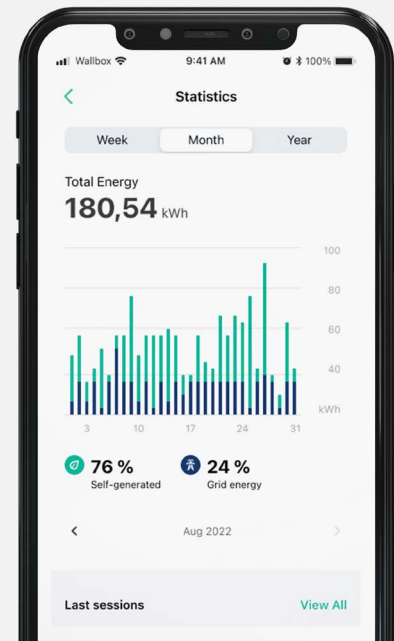 Wallbox 9:41 AM 100%
Statistics
Week Month Year
Total Energy
180,54 kWh
100
80
60
40
kWh
3 10 17 24 31
76 % 24 %
Self-generated Grid energy
Aug 2022
Last sessions View All